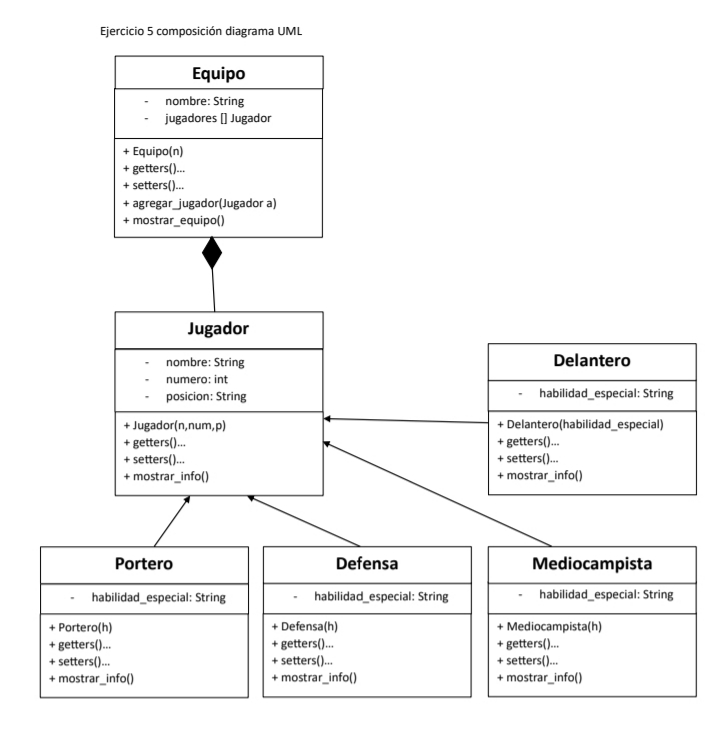 Ejercicio 5 composición diagrama UML
Equipo
- nombre: String
- jugadores [] Jugador
+ Equipo(n)
+ getters()...
+ setters()...
+ agregar_jugador(Jugador a)
+ mostrar_equipo()
Jugador
- nombre: String
- numero: int
- posicion: String
+ Jugador(n,num,p)
+ getters()...
+ setters()...
+ mostrar_info()
Delantero
- habilidad_especial: String
+ Delantero(habilidad_especial)
+ getters()...
+ setters()...
+ mostrar_info()
Portero
- habilidad_especial: String
+ Portero(h)
+ getters()...
+ setters()...
+ mostrar_info()
Defensa
- habilidad_especial: String
+ Defensa(h)
+ getters()...
+ setters()...
+ mostrar_info()
Mediocampista
- habilidad_especial: String
+ Mediocampista(h)
+ getters()...
+ setters()...
+ mostrar_info()